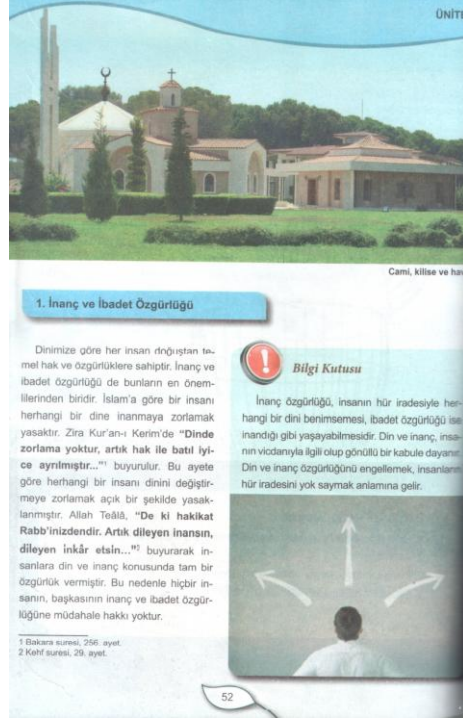 ÜNİT
Cami, kilise ve
1. İnanç ve İbadet Özgürlüğü
Dinimize göre her insan doğuştan te-
mel hak ve özgürlüklere sahiptir. İnanç ve
ibadet özgürlüğü de bunların en önem-
lilerinden biridir. İslam'a göre bir insanı
herhangi bir dine inanmaya zorlamak
yasaktır. Zira Kur'an-ı Kerim'de "Dinde
zorlama yoktur, artık hak ile batıl iyi-
ce ayrılmıştır..."1 buyurulur. Bu ayete
göre herhangi bir insanı dinini değiştir-
meye zorlamak açık bir şekilde yasak-
lanmıştır. Allah Teâlâ, "De ki hakikat
Rabb'inizdendir. Artık dileyen inansın,
dileyen inkâr etsin..."2 buyurarak in-
sanlara din ve inanç konusunda tam bir
özgürlük vermiştir. Bu nedenle hiçbir in-
sanın, başkasının inanç ve ibadet özgür-
lüğüne müdahale hakkı yoktur.
1 Bakara suresi, 256. ayet.
2 Kehf suresi, 29. ayet.
Bilgi Kutusu
İnanç özgürlüğü, insanın hür iradesiyle her-
hangi bir dini benimsemesi, ibadet özgürlüğü ise
inandığı gibi yaşayabilmesidir. Din ve inanç, insa-
nın vicdanıyla ilgili olup gönüllü bir kabule dayanır.
Din ve inanç özgürlüğünü engellemek, insanların
hür iradesini yok saymak anlamına gelir.
52